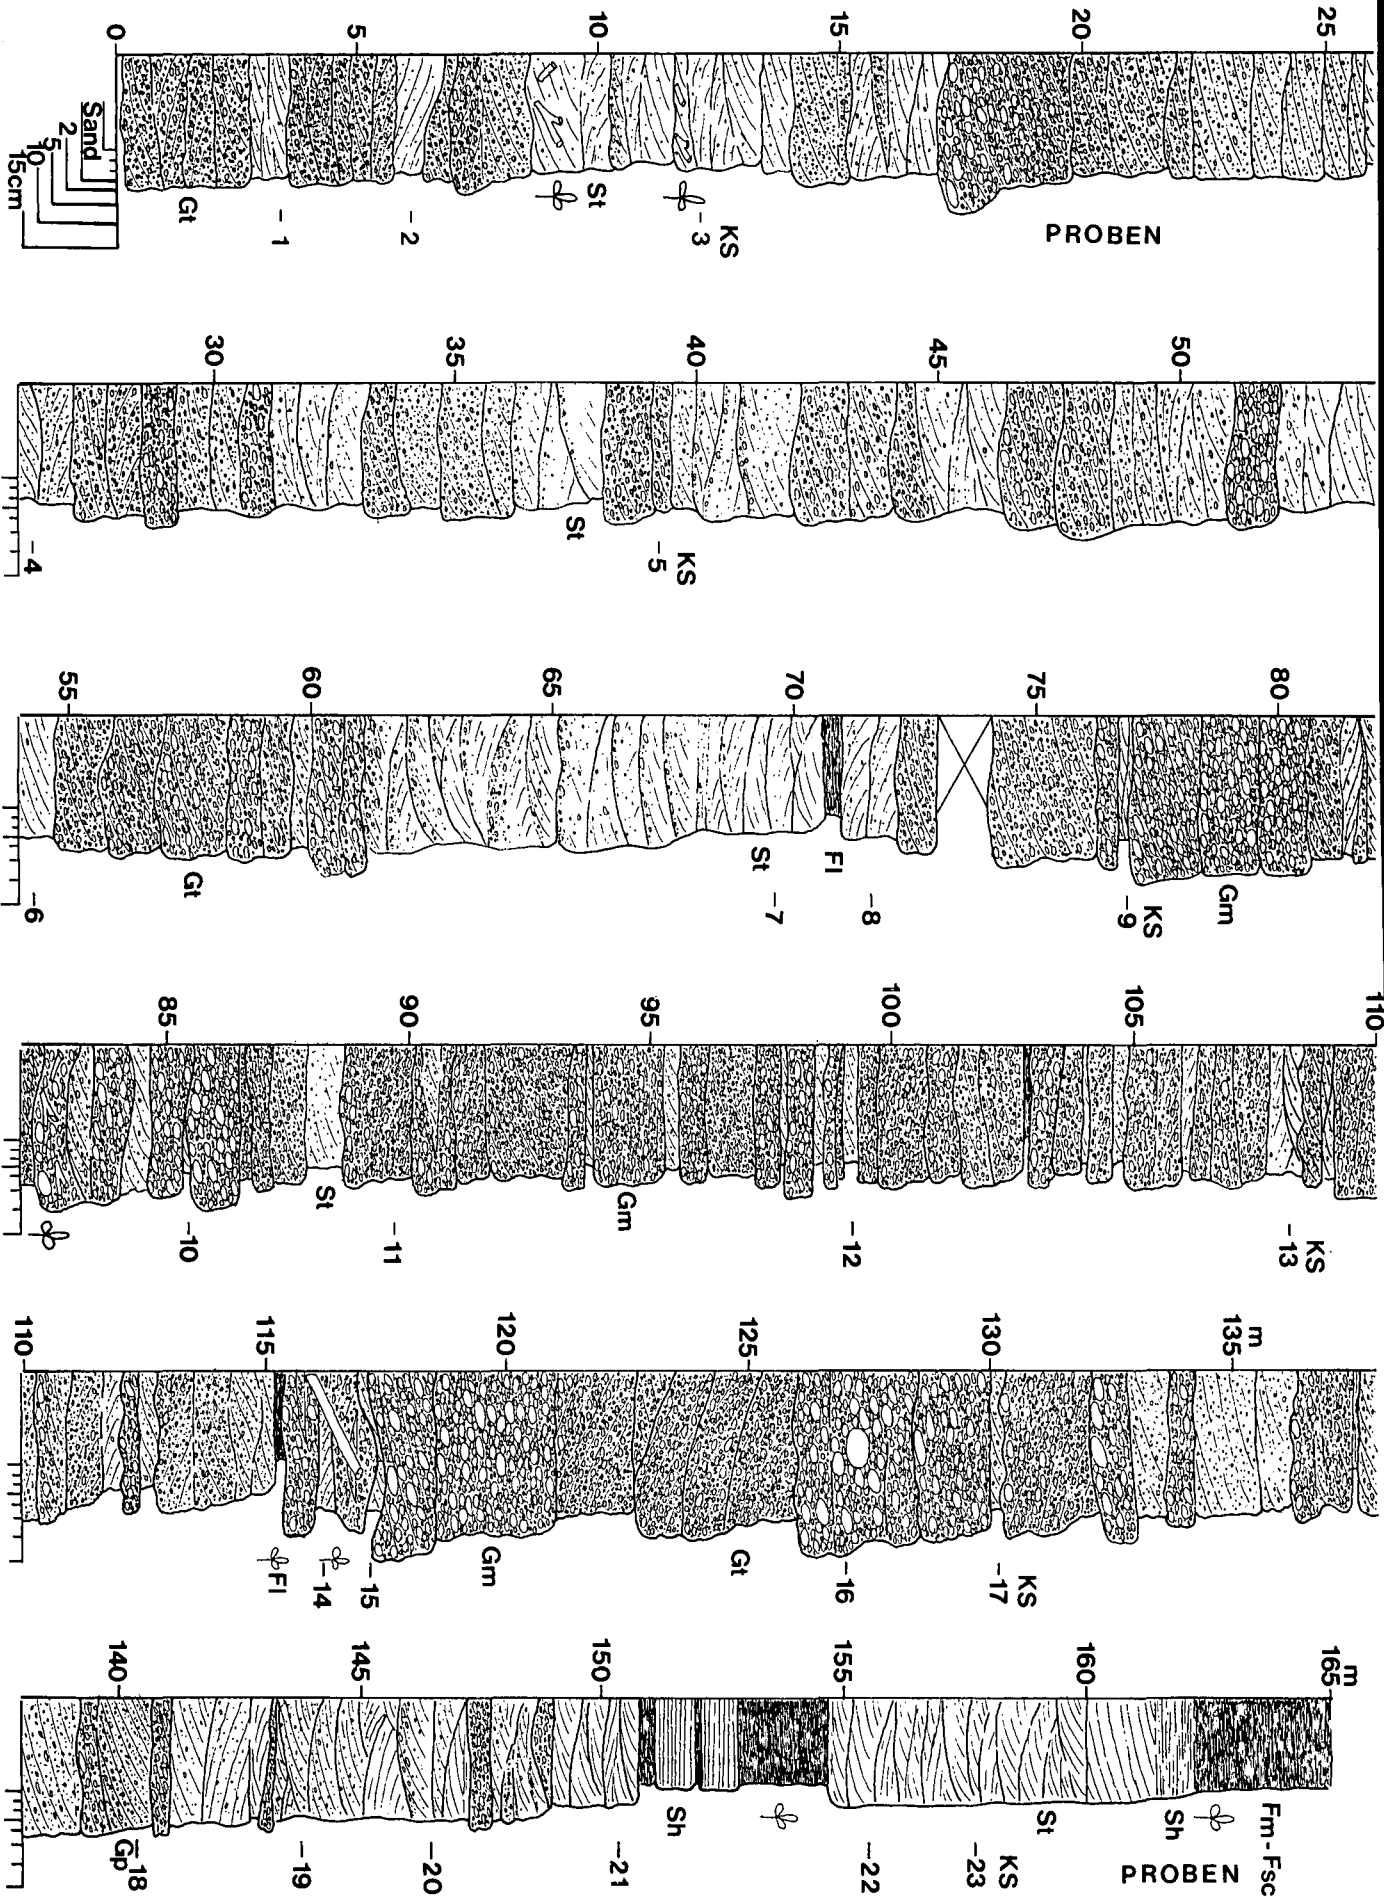 0 5 10 15 20 25
Sand
2
5
10
15cm
Gt
-1
-2
St
-3
KS
PROBEN
30 35 40 45 50
-4
St
-5
KS
55 60 65 70 75 80
-6
Gt
St
-7
Fl
-8
-9
KS
Gm
85 90 95 100 105 110
-10
St
-11
Gm
-12
-13
KS
110 115 120 125 130 135 m
Fl
-14
-15
Gm
Gt
-16
-17
KS
140 145 150 155 160 165 m
Gp
-18
-19
-20
-21
Sh
-22
-23
KS
St
Sh
Fm-Fsc
PROBEN